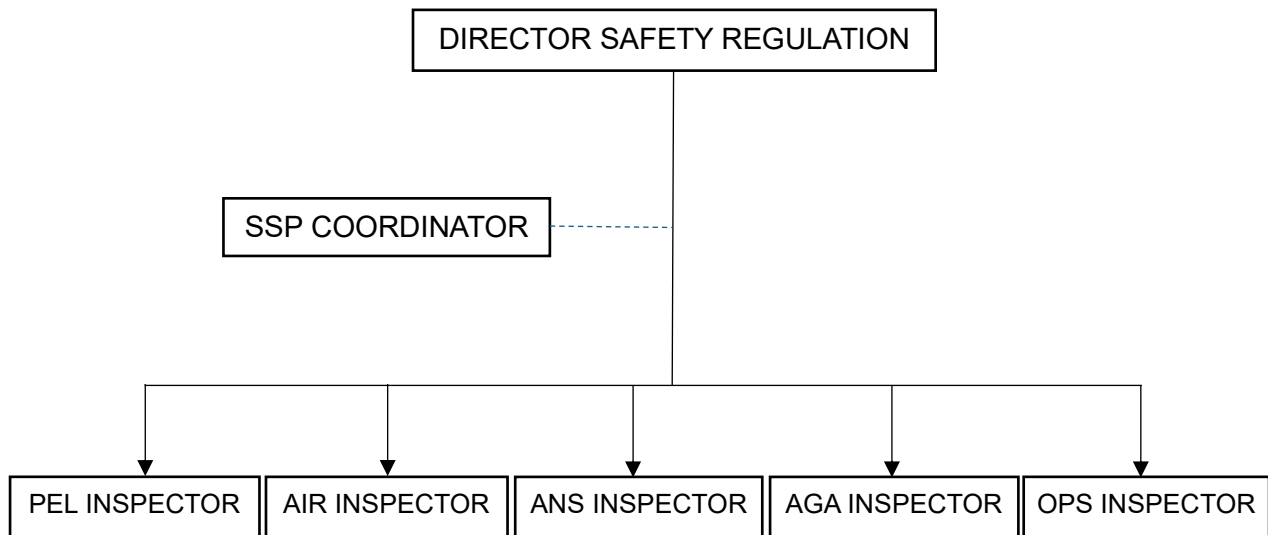 DIRECTOR SAFETY REGULATION
SSP COORDINATOR
PEL INSPECTOR
AIR INSPECTOR
ANS INSPECTOR
AGA INSPECTOR
OPS INSPECTOR